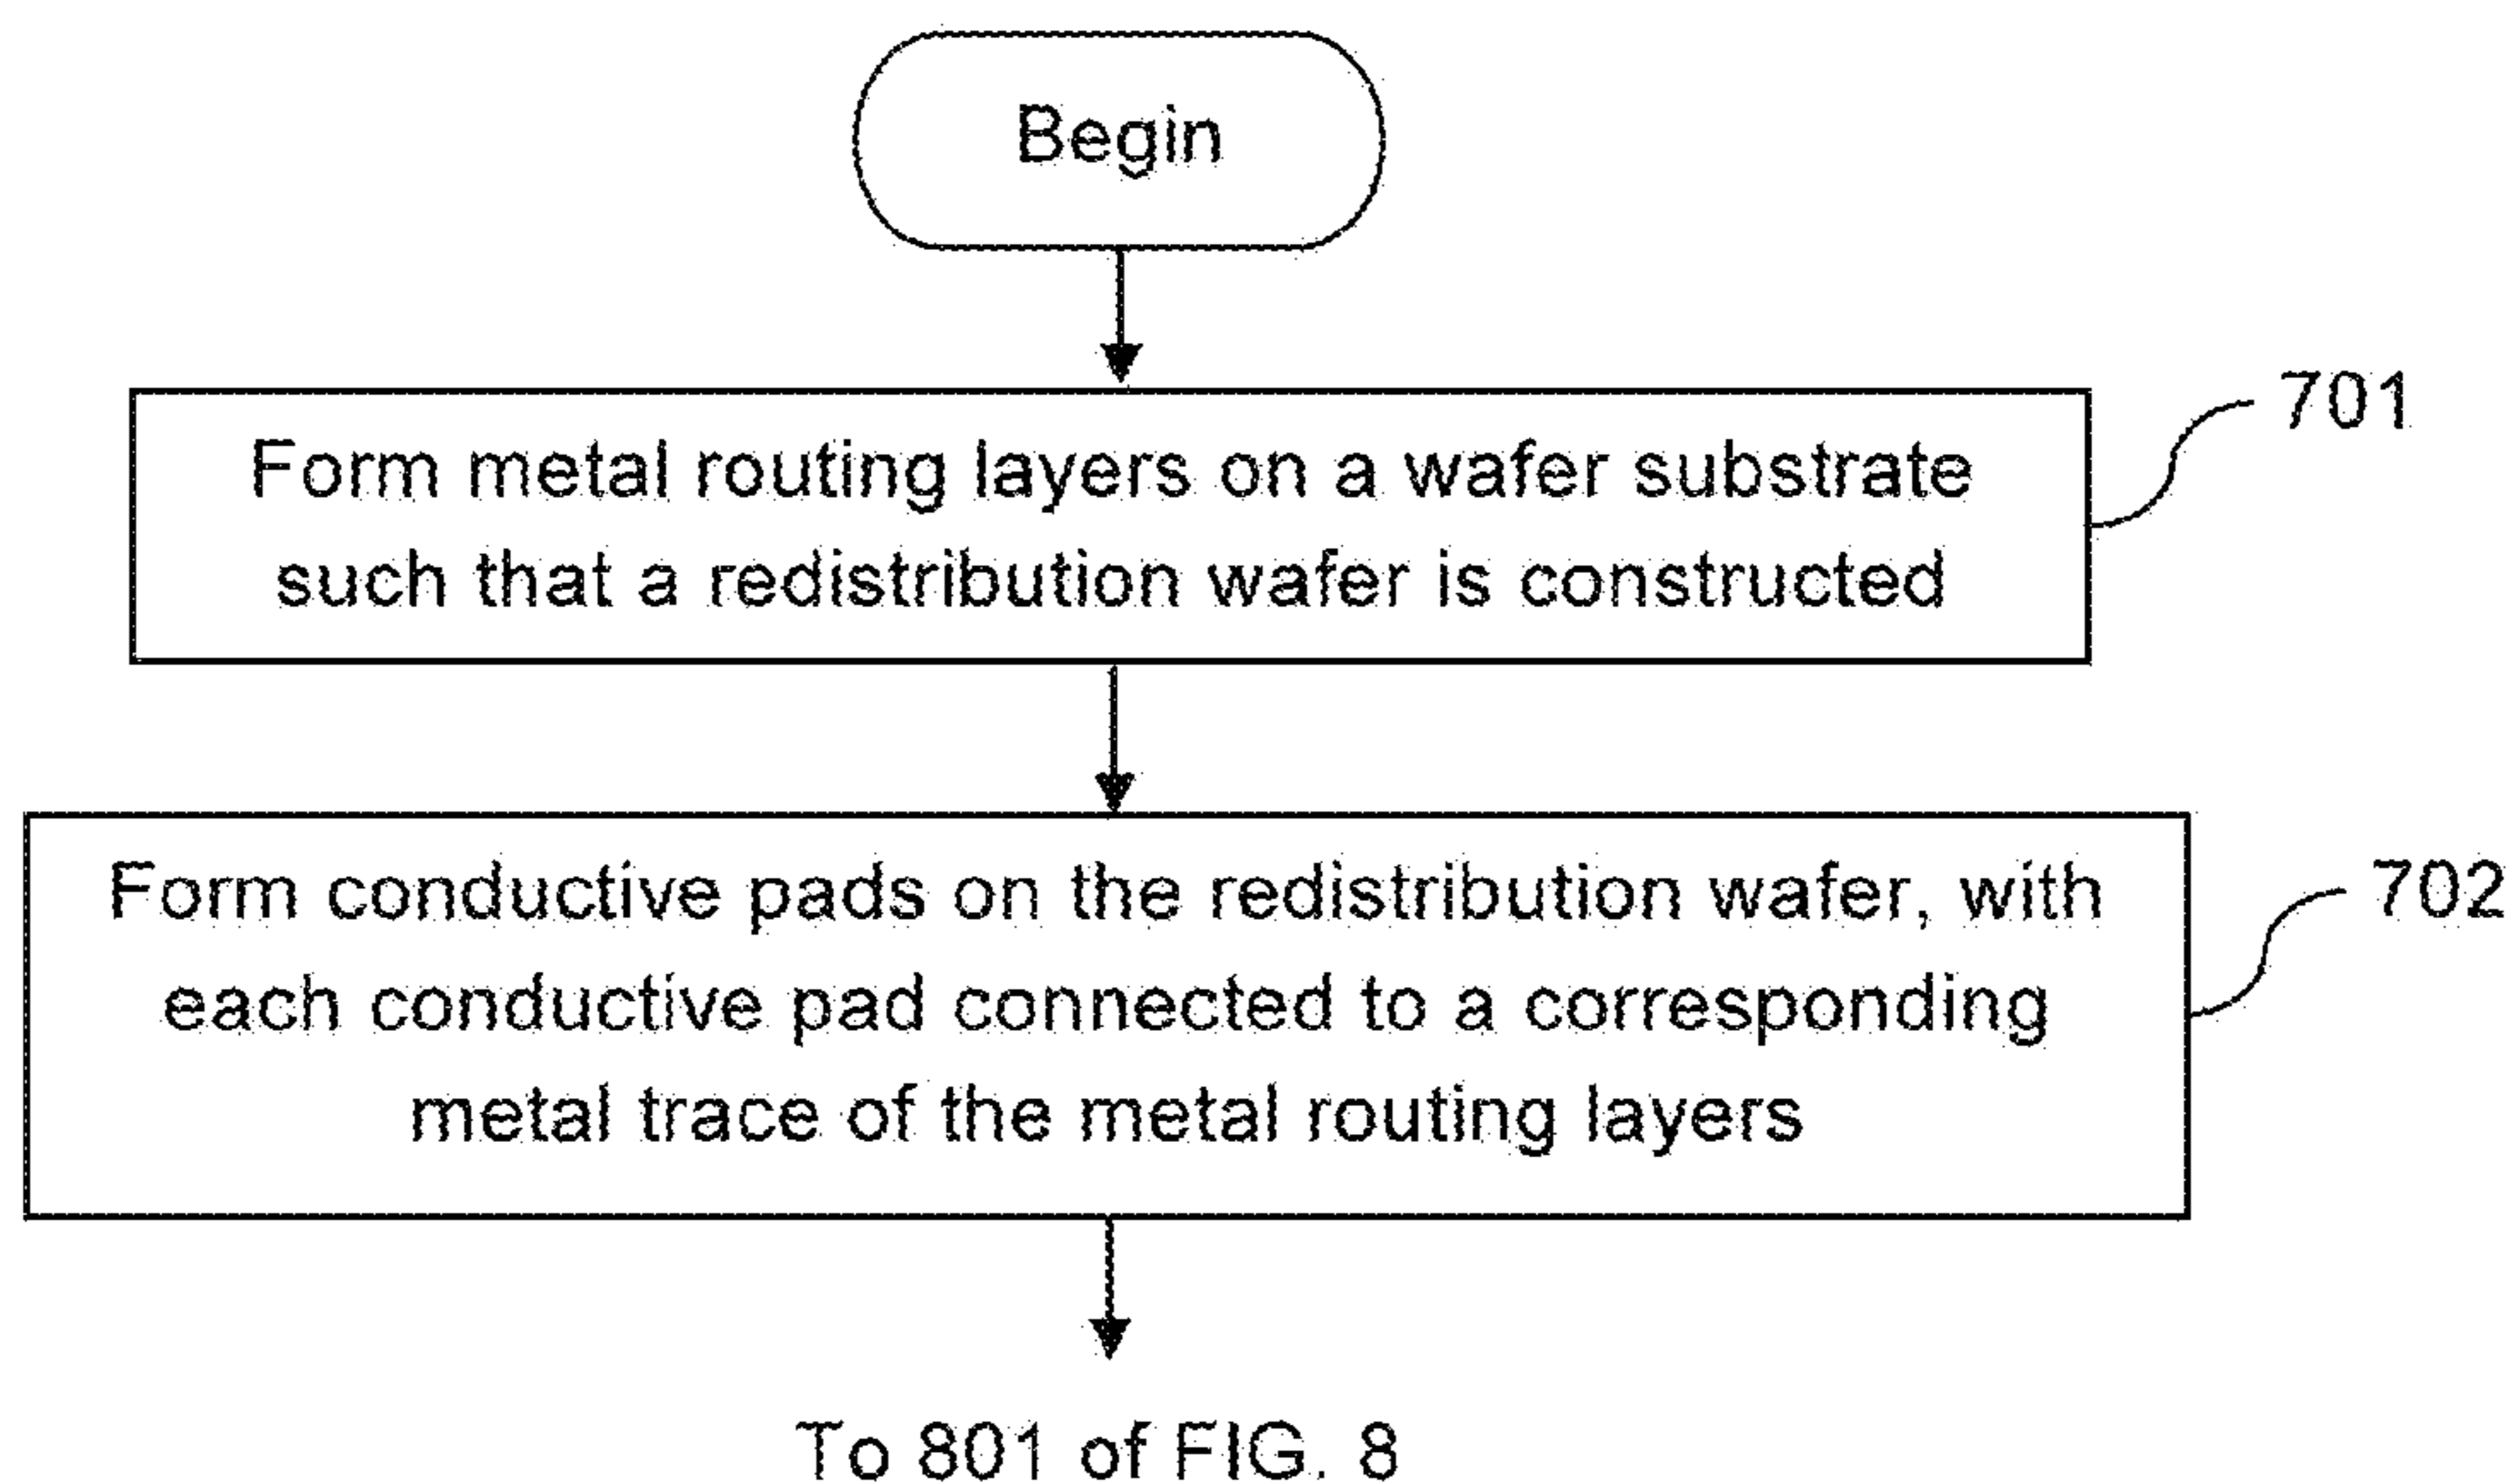 Begin
701
Form metal routing layers on a wafer substrate
such that a redistribution wafer is constructed
702
Form conductive pads on the redistribution wafer, with
each conductive pad connected to a corresponding
metal trace of the metal routing layers
To 801 of FIG. 8